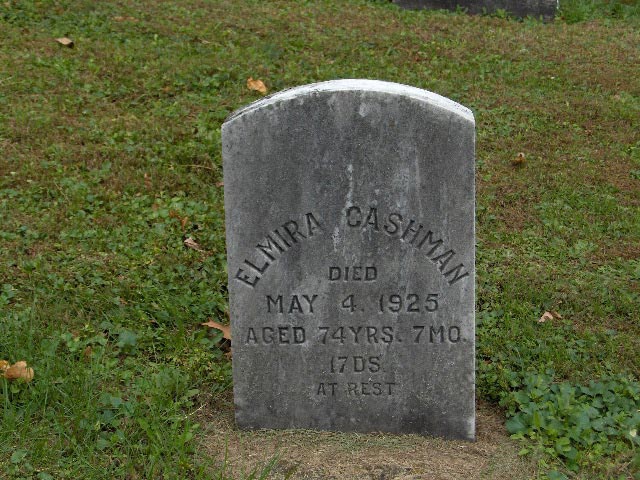 ELMIRA CASHMAN
DIED
MAY 4. 1925
AGED 74YRS. 7MO.
17DS
AT REST